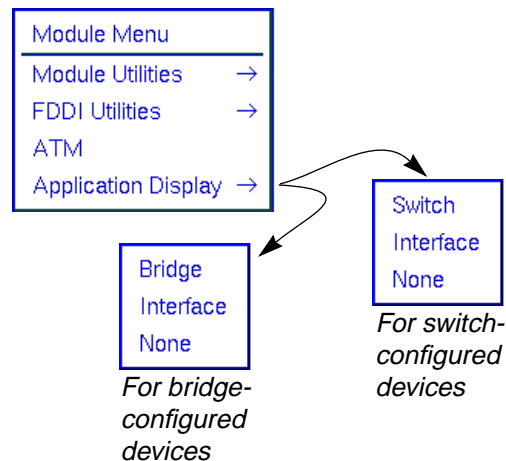 Module Menu
Module Utilities →
FDDI Utilities →
ATM
Application Display →
Switch
Interface
None
For switch-
configured
devices
Bridge
Interface
None
For bridge-
configured
devices